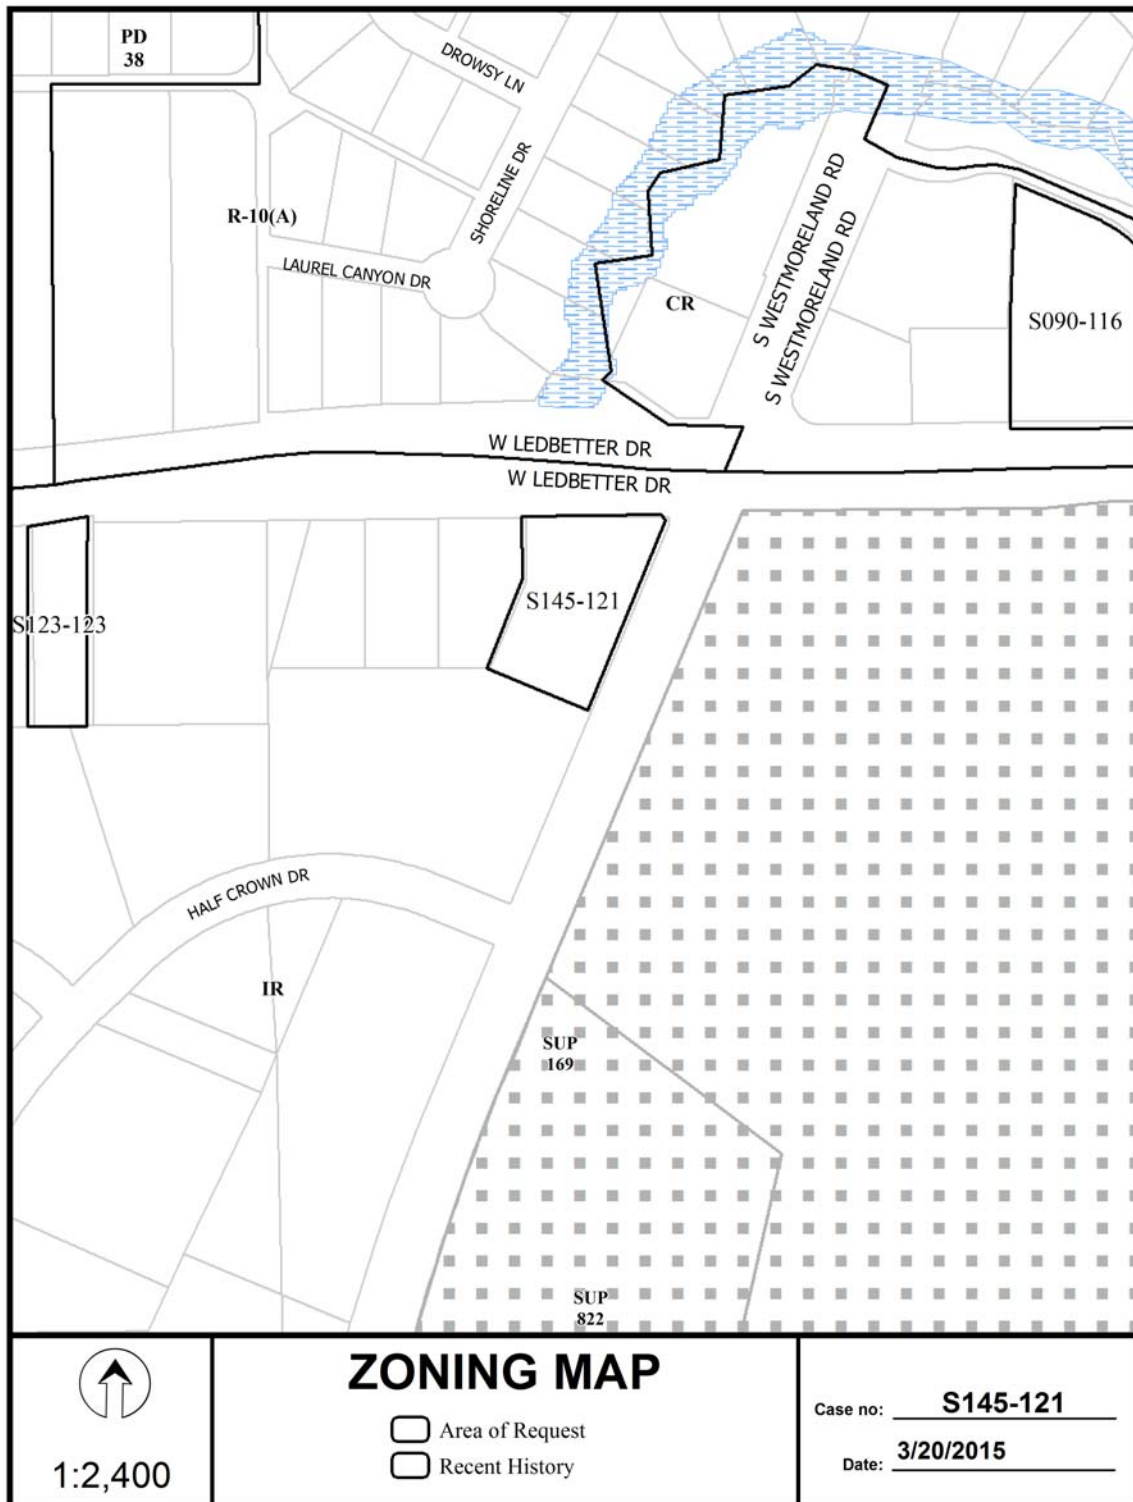 PD
38
DROWSY LN
SHORELINE DR
R-10(A)
LAUREL CANYON DR
S WESTMORELAND RD
S WESTMORELAND RD
CR
S090-116
W LEDBETTER DR
W LEDBETTER DR
S145-121
S123-123
HALF CROWN DR
IR
SUP
169
SUP
822
ZONING MAP
Area of Request
Recent History
1:2,400
Case no: S145-121
Date: 3/20/2015